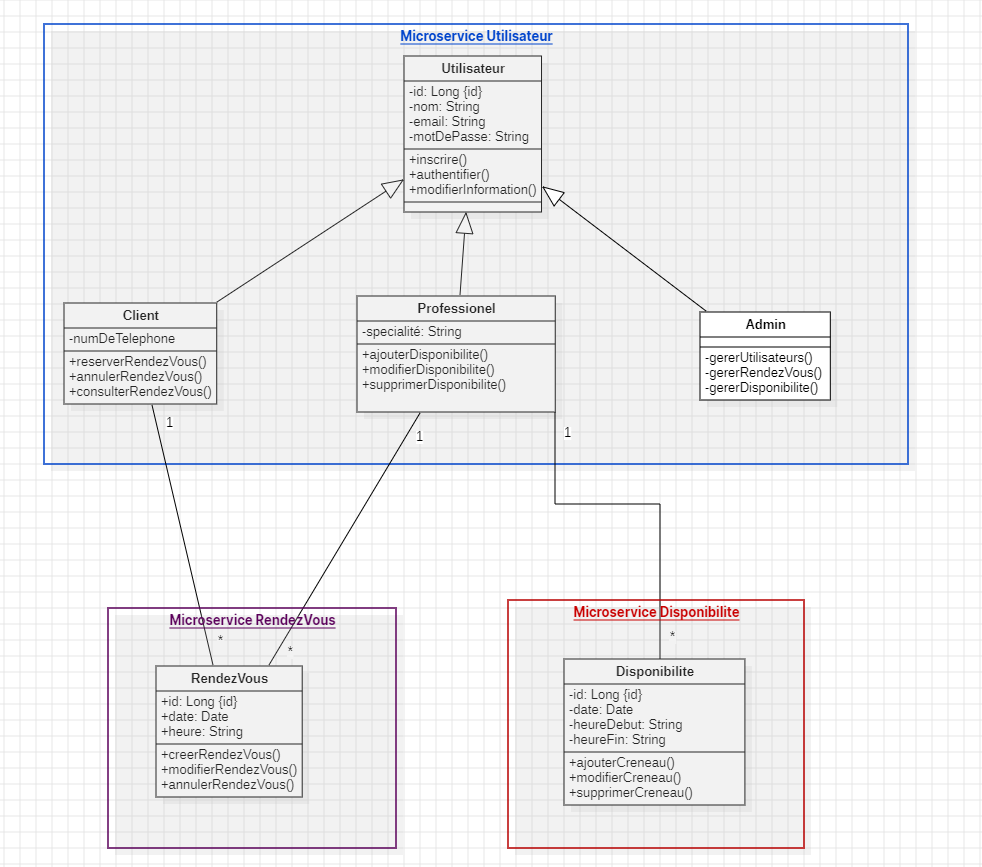 Microservice Utilisateur
Utilisateur
-id: Long {id}
-nom: String
-email: String
-motDePasse: String
+inscrire()
+authentifier()
+modifierInformation()
Client
-numDeTelephone
+reserverRendezVous()
+annulerRendezVous()
+consulterRendezVous()
Professionel
-specialité: String
+ajouterDisponibilite()
+modifierDisponibilite()
+supprimerDisponibilite()
Admin
-gererUtilisateurs()
-gererRendezVous()
-gererDisponibilite()
1
1
1
Microservice RendezVous
*
*
RendezVous
+id: Long {id}
+date: Date
+heure: String
+creerRendezVous()
+modifierRendezVous()
+annulerRendezVous()
Microservice Disponibilite
*
Disponibilite
-id: Long {id}
-date: Date
-heureDebut: String
-heureFin: String
+ajouterCreneau()
+modifierCreneau()
+supprimerCreneau()